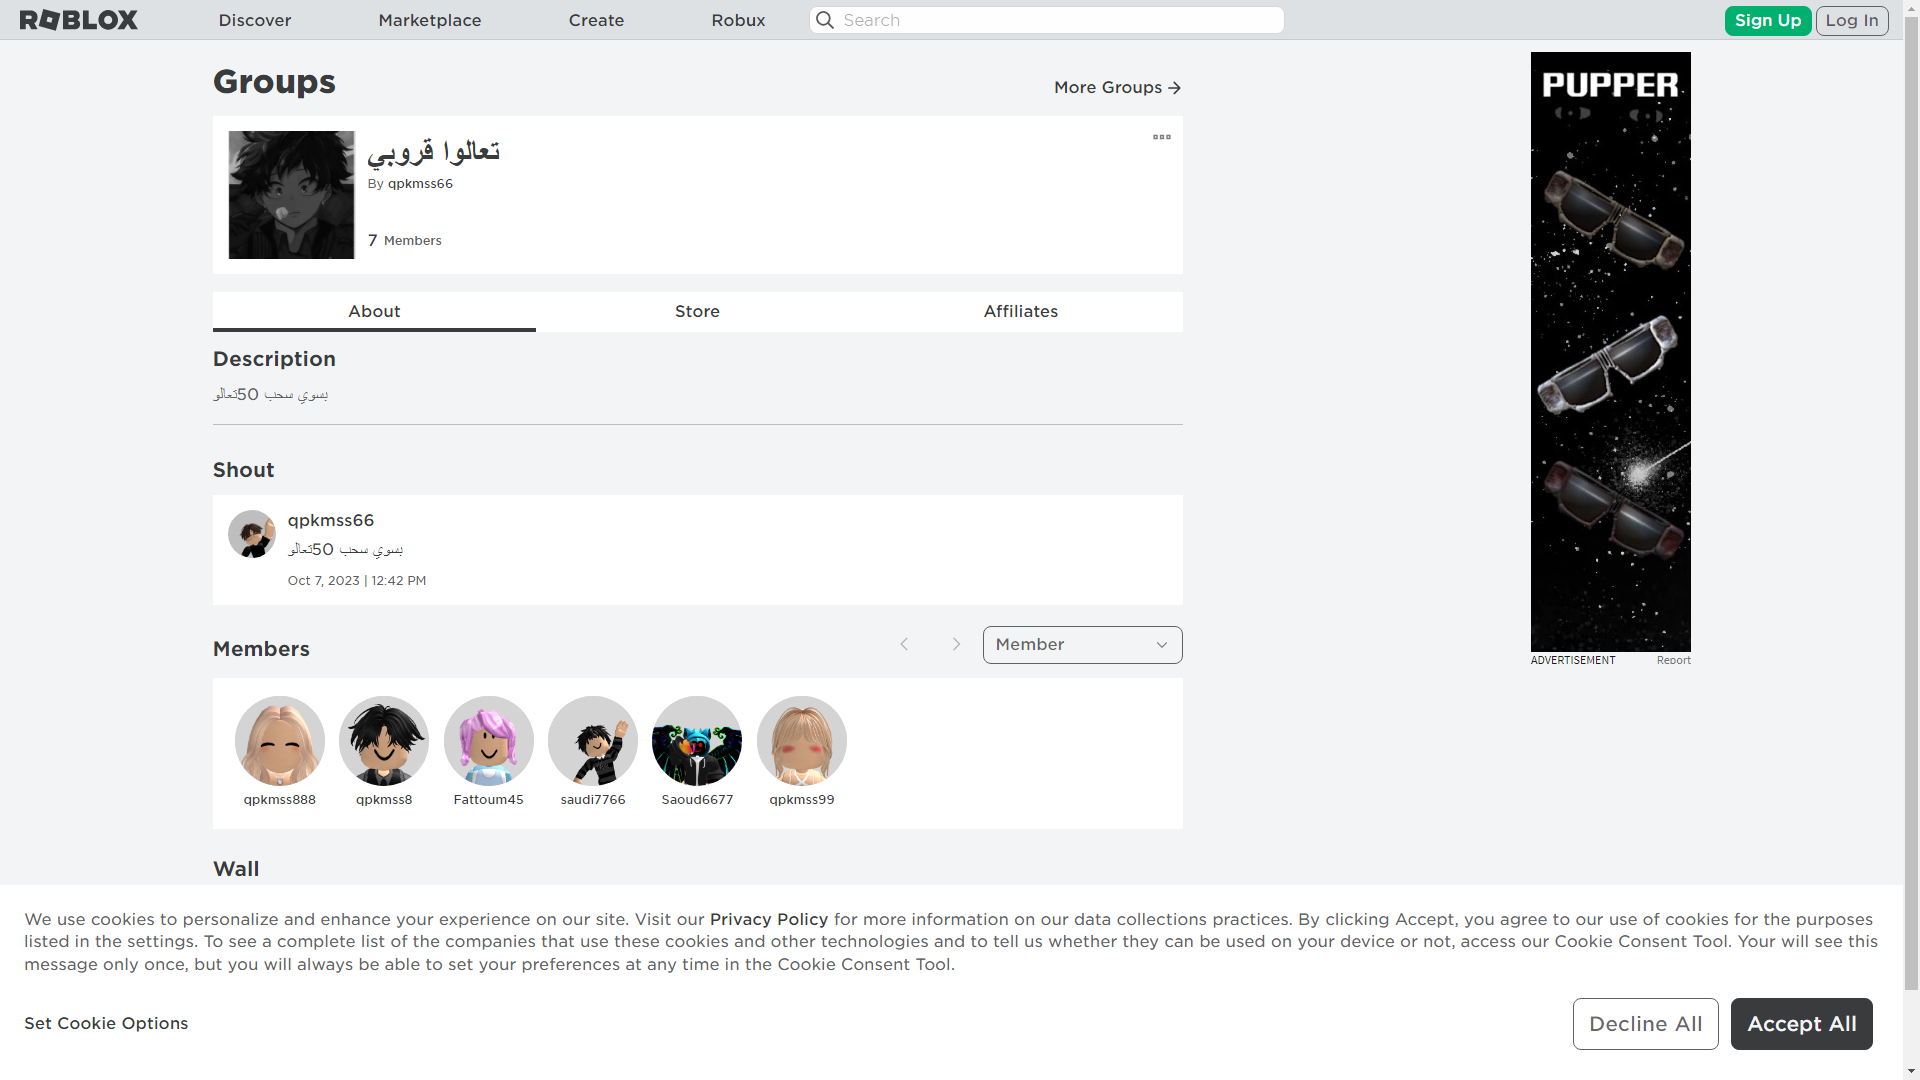 ROBLOX
Discover
Marketplace
Create
Robux
Search
Sign Up
Log In
Groups
More Groups
تعالوا قروبي
By qpkmss66
7 Members
About
Store
Affiliates
Description
بسوي سحب 50تعالو
Shout
qpkmss66
بسوي سحب 50تعالو
Oct 7, 2023 | 12:42 PM
Members
Member
qpkmss888
qpkmss8
Fattoum45
saudi7766
Saoud6677
qpkmss99
Wall
PUPPER
ADVERTISEMENT
Report
We use cookies to personalize and enhance your experience on our site. Visit our Privacy Policy for more information on our data collections practices. By clicking Accept, you agree to our use of cookies for the purposes
listed in the settings. To see a complete list of the companies that use these cookies and other technologies and to tell us whether they can be used on your device or not, access our Cookie Consent Tool. Your will see this
message only once, but you will always be able to set your preferences at any time in the Cookie Consent Tool.
Set Cookie Options
Decline All
Accept All